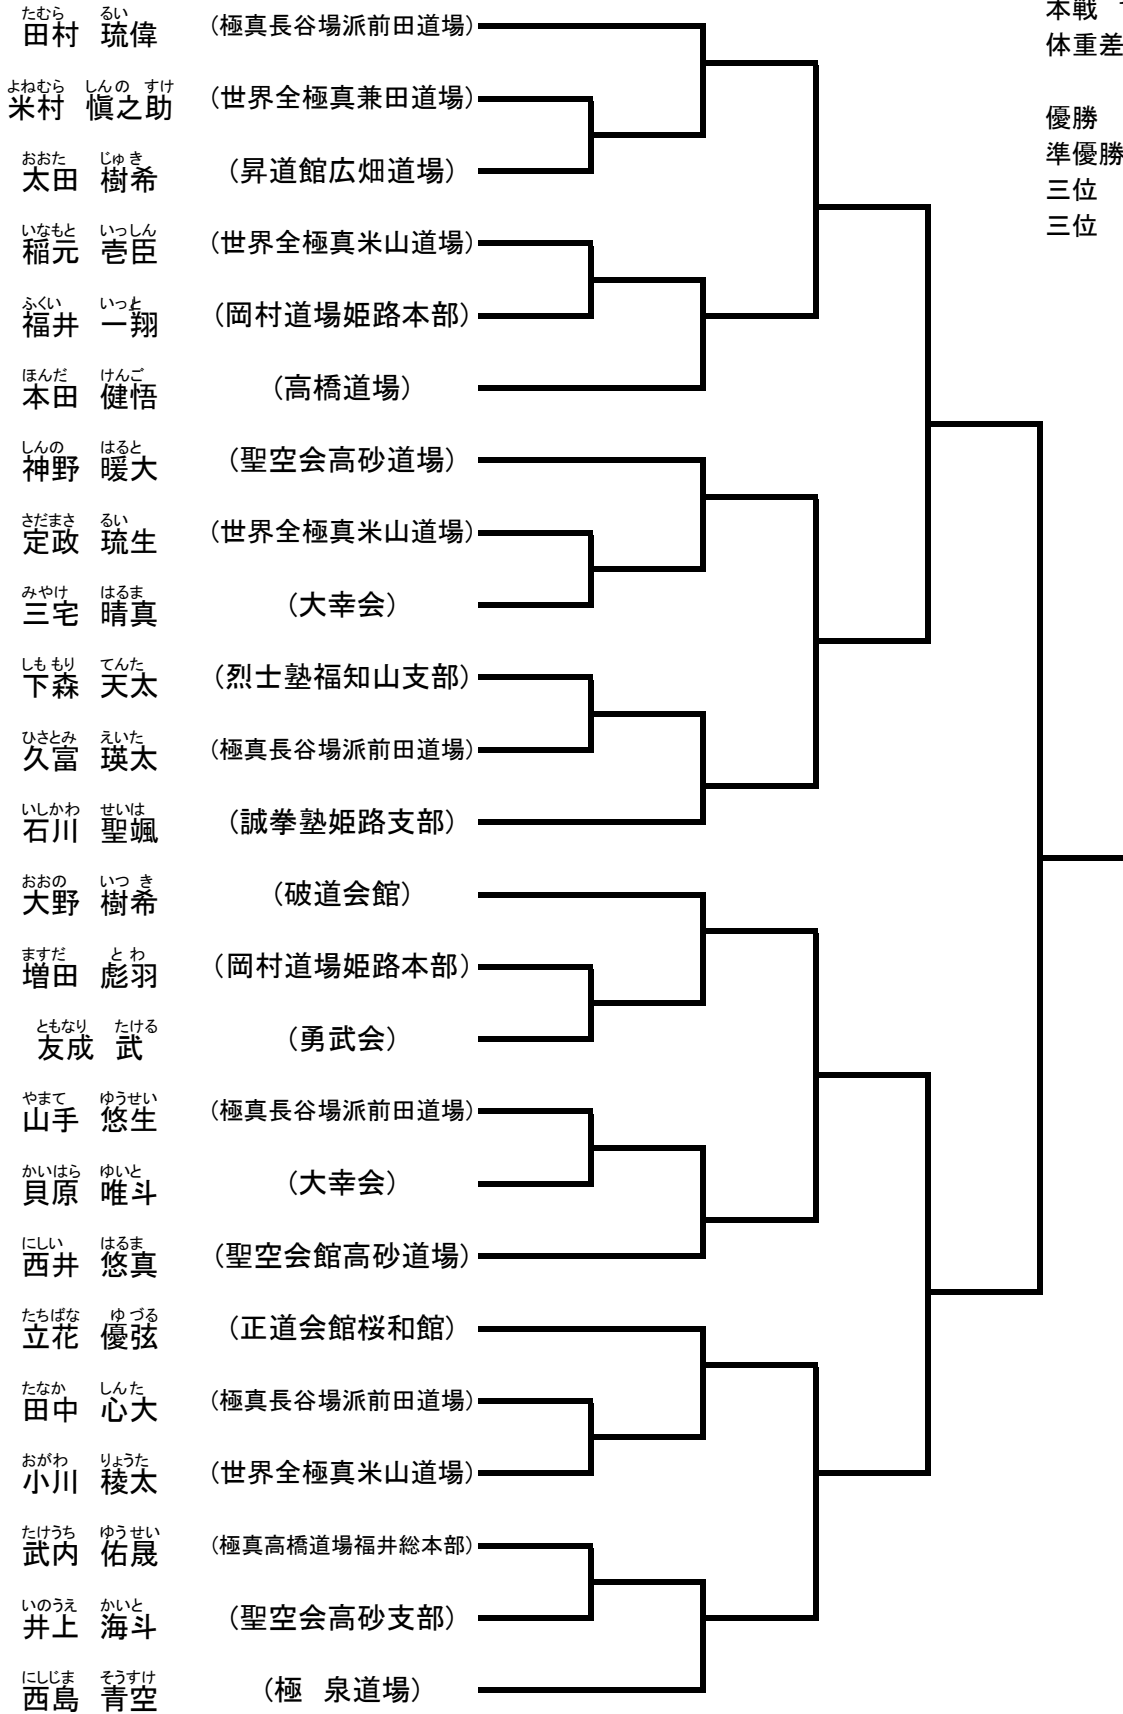 たむら るい
田村 琉偉 (極真長谷場派前田道場)
よねむら しんの すけ
米村 愼之助 (世界全極真兼田道場)
おおた じゅき
太田 樹希 (昇道館広畑道場)
いなもと いっしん
稲元 壱臣 (世界全極真米山道場)
ふくい いっと
福井 一翔 (岡村道場姫路本部)
ほんだ けんご
本田 健悟 (高橋道場)
しんの はると
神野 暖大 (聖空会高砂道場)
さだまさ るい
定政 琉生 (世界全極真米山道場)
みやけ はるま
三宅 晴真 (大幸会)
しももり てんた
下森 天太 (烈士塾福知山支部)
ひさとみ えいた
久富 瑛太 (極真長谷場派前田道場)
いしかわ せいは
石川 聖颯 (誠拳塾姫路支部)
おおの いつき
大野 樹希 (破道会館)
ますだ とわ
増田 彪羽 (岡村道場姫路本部)
ともなり たける
友成 武 (勇武会)
やまて ゆうせい
山手 悠生 (極真長谷場派前田道場)
かいはら ゆいと
貝原 唯斗 (大幸会)
にしい はるま
西井 悠真 (聖空会館高砂道場)
たちばな ゆづる
立花 優弦 (正道会館桜和館)
たなか しんた
田中 心大 (極真長谷場派前田道場)
おがわ りょうた
小川 稜太 (世界全極真米山道場)
たけうち ゆうせい
武内 佑晟 (極真高橋道場福井総本部)
いのうえ かいと
井上 海斗 (聖空会高砂支部)
にしじま そうすけ
西島 青空 (極 泉道場)
本戦
体重差
優勝
準優勝
三位
三位